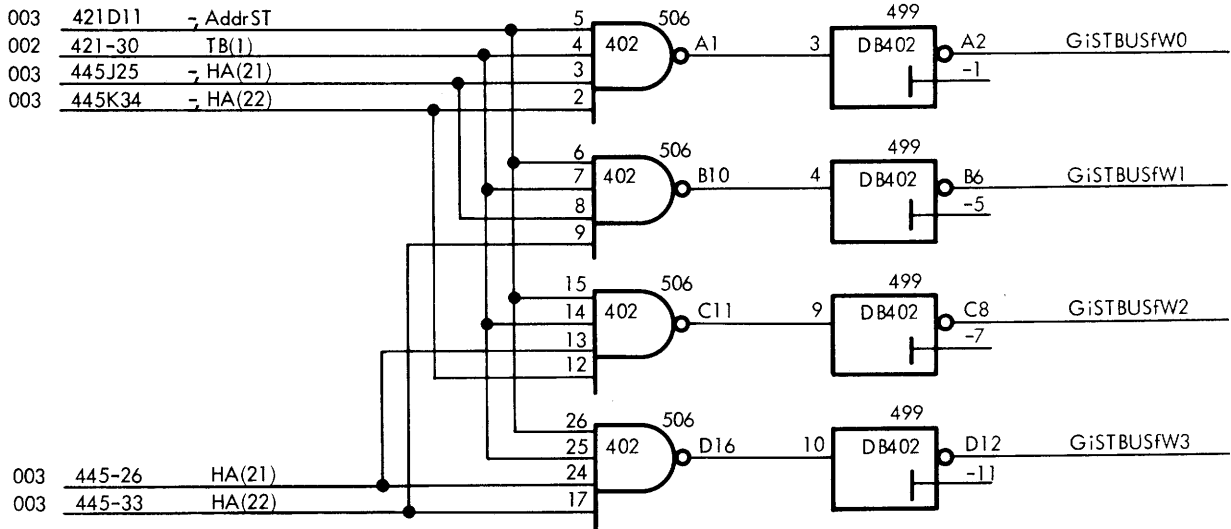 003 421D11 ¬, AddrST 5 506 499
002 421-30 TB(1) 4 402 A1 3 DB402 A2 GiSTBUSfW0
003 445J25 ¬, HA(21) 3 -1
003 445K34 ¬, HA(22) 2
6 506 499
7 402 B10 4 DB402 B6 GiSTBUSfW1
8 -5
9
15 506 499
14 402 C11 9 DB402 C8 GiSTBUSfW2
13 -7
12
26 506 499
25 402 D16 10 DB402 D12 GiSTBUSfW3
003 445-26 HA(21) 24 -11
003 445-33 HA(22) 17